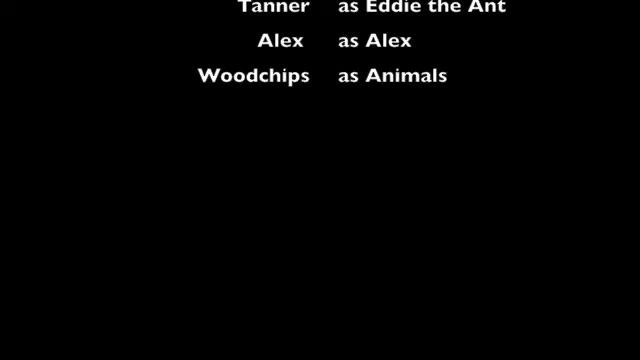 Tanner as Eddie the Ant
Alex as Alex
Woodchips as Animals